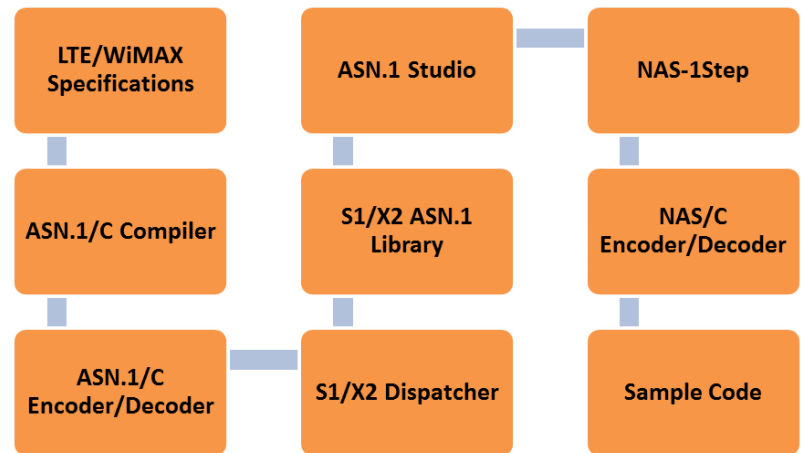 LTE/WiMAX
Specifications
ASN.1/C Compiler
ASN.1/C
Encoder/Decoder
S1/X2 Dispatcher
S1/X2 ASN.1
Library
ASN.1 Studio
NAS-1Step
NAS/C
Encoder/Decoder
Sample Code